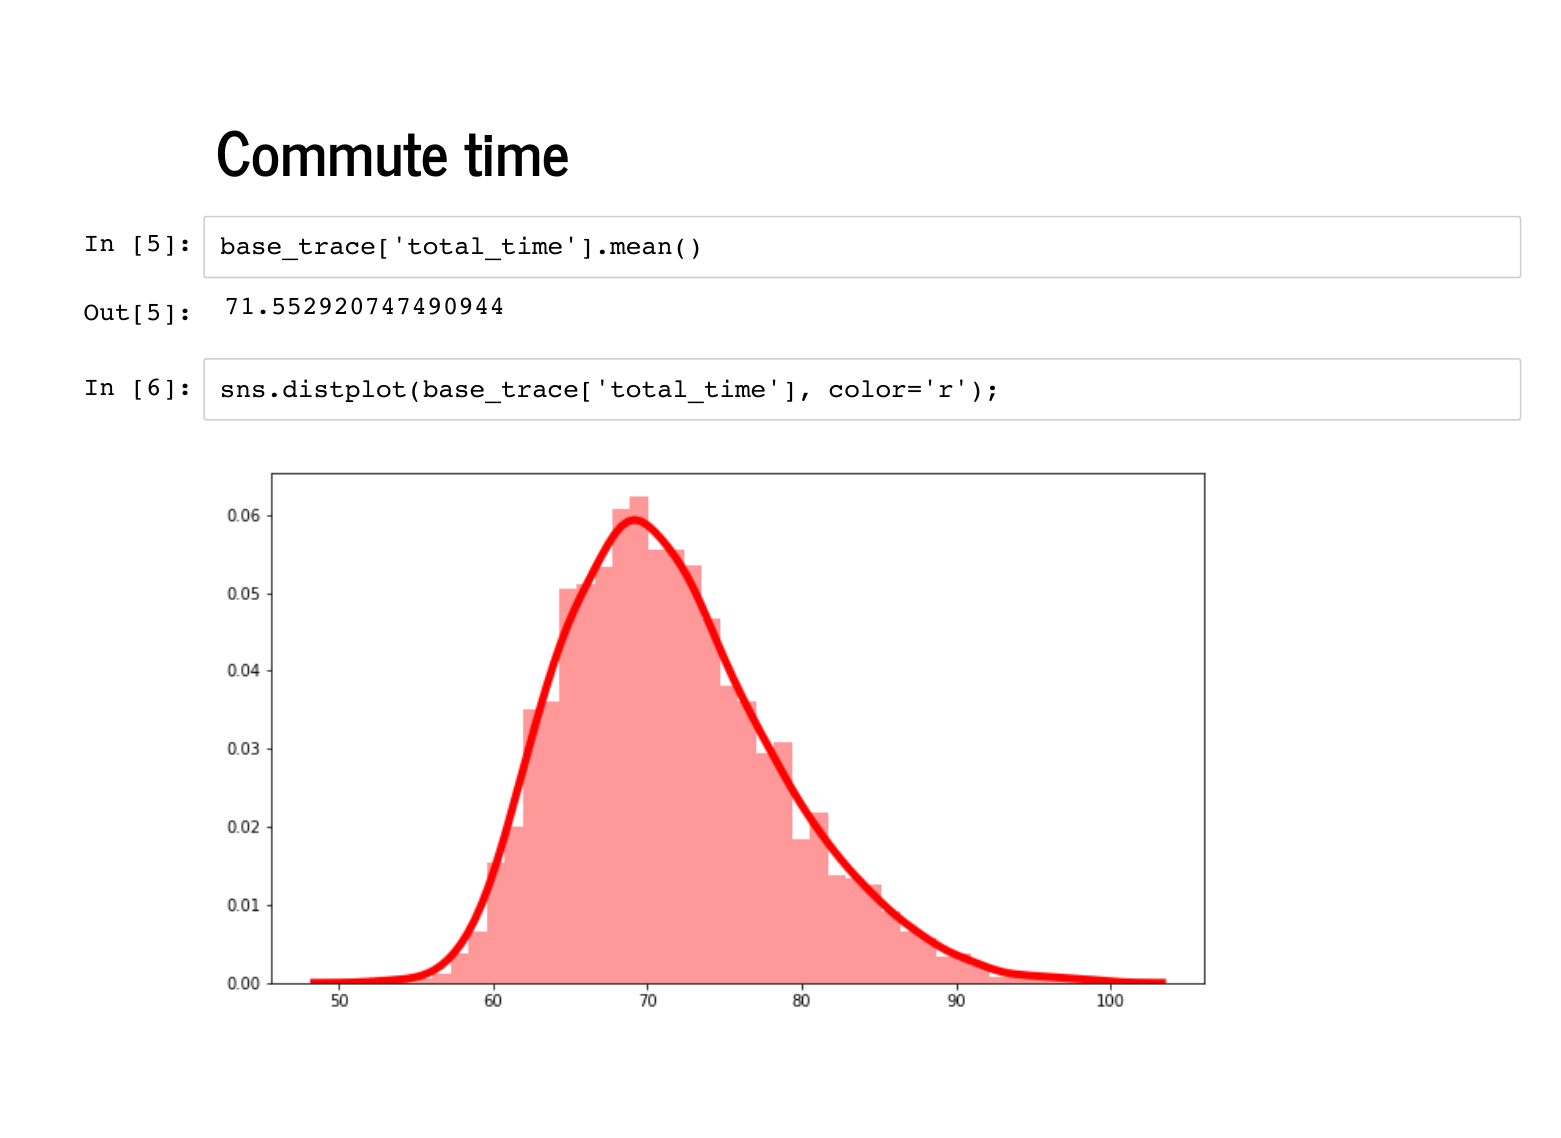 Commute time
In [5]: base_trace['total_time'].mean()
Out[5]: 71.552920747490944
In [6]: sns.distplot(base_trace['total_time'], color='r');
0.06
0.05
0.04
0.03
0.02
0.01
0.00
50 60 70 80 90 100